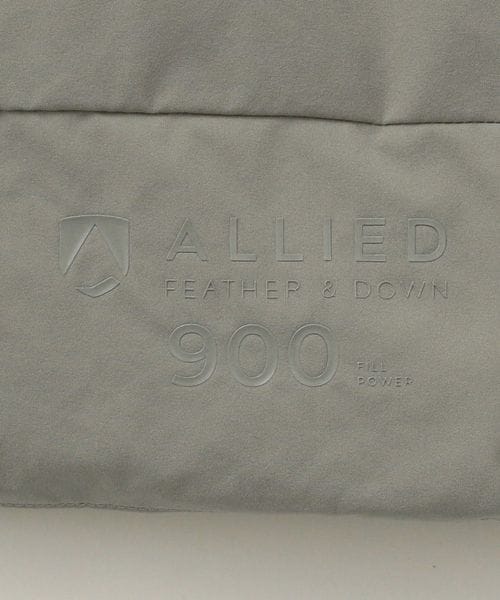 ALLIED
FEATHER & DOWN
900 FILL
POWER